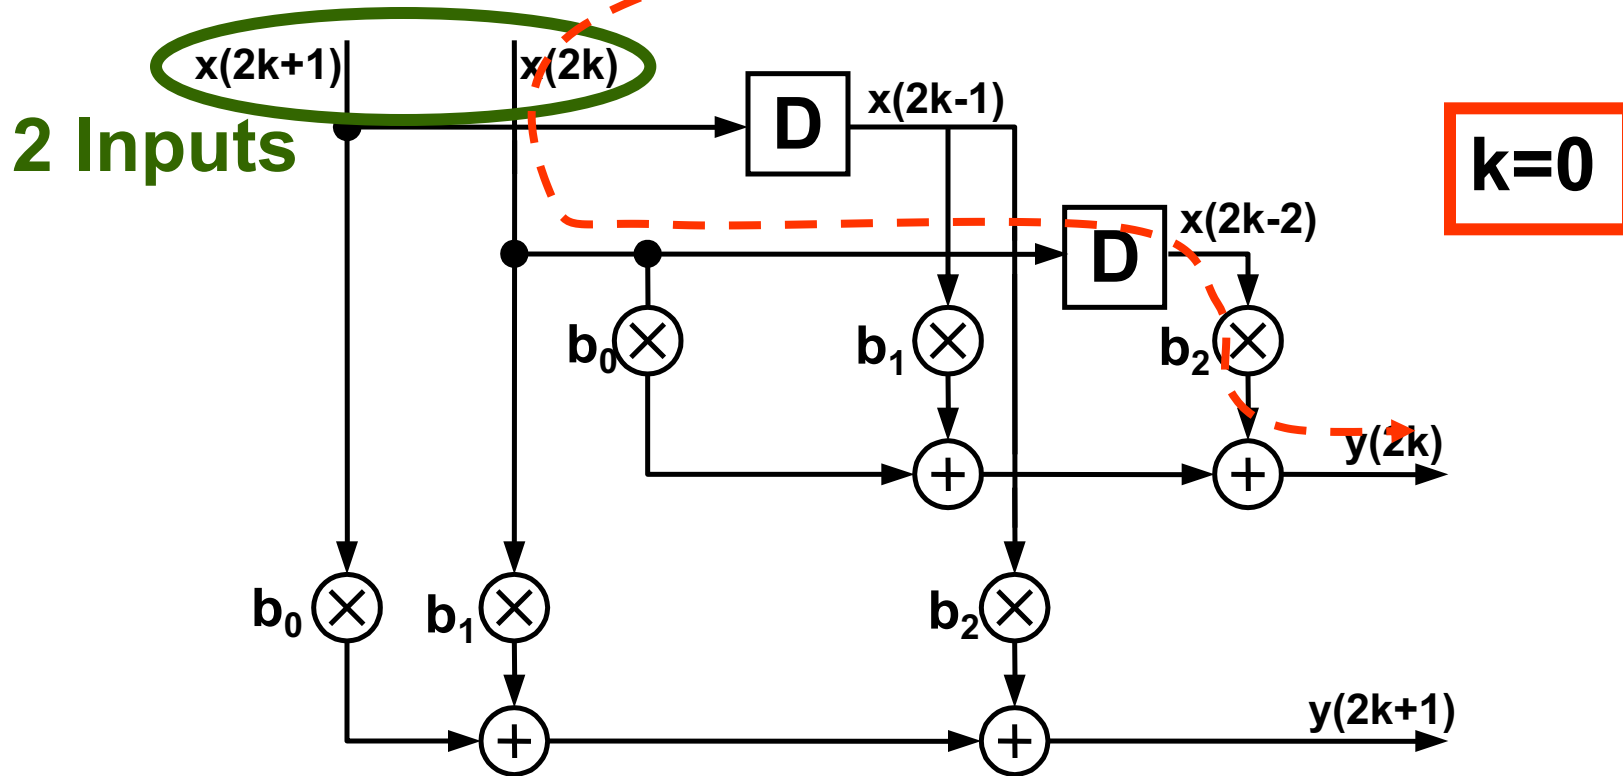 x(2k+1)
x(2k)
D
x(2k-1)
2 Inputs
k=0
D
x(2k-2)
b0
b1
b2
y(2k)
b0
b1
b2
y(2k+1)